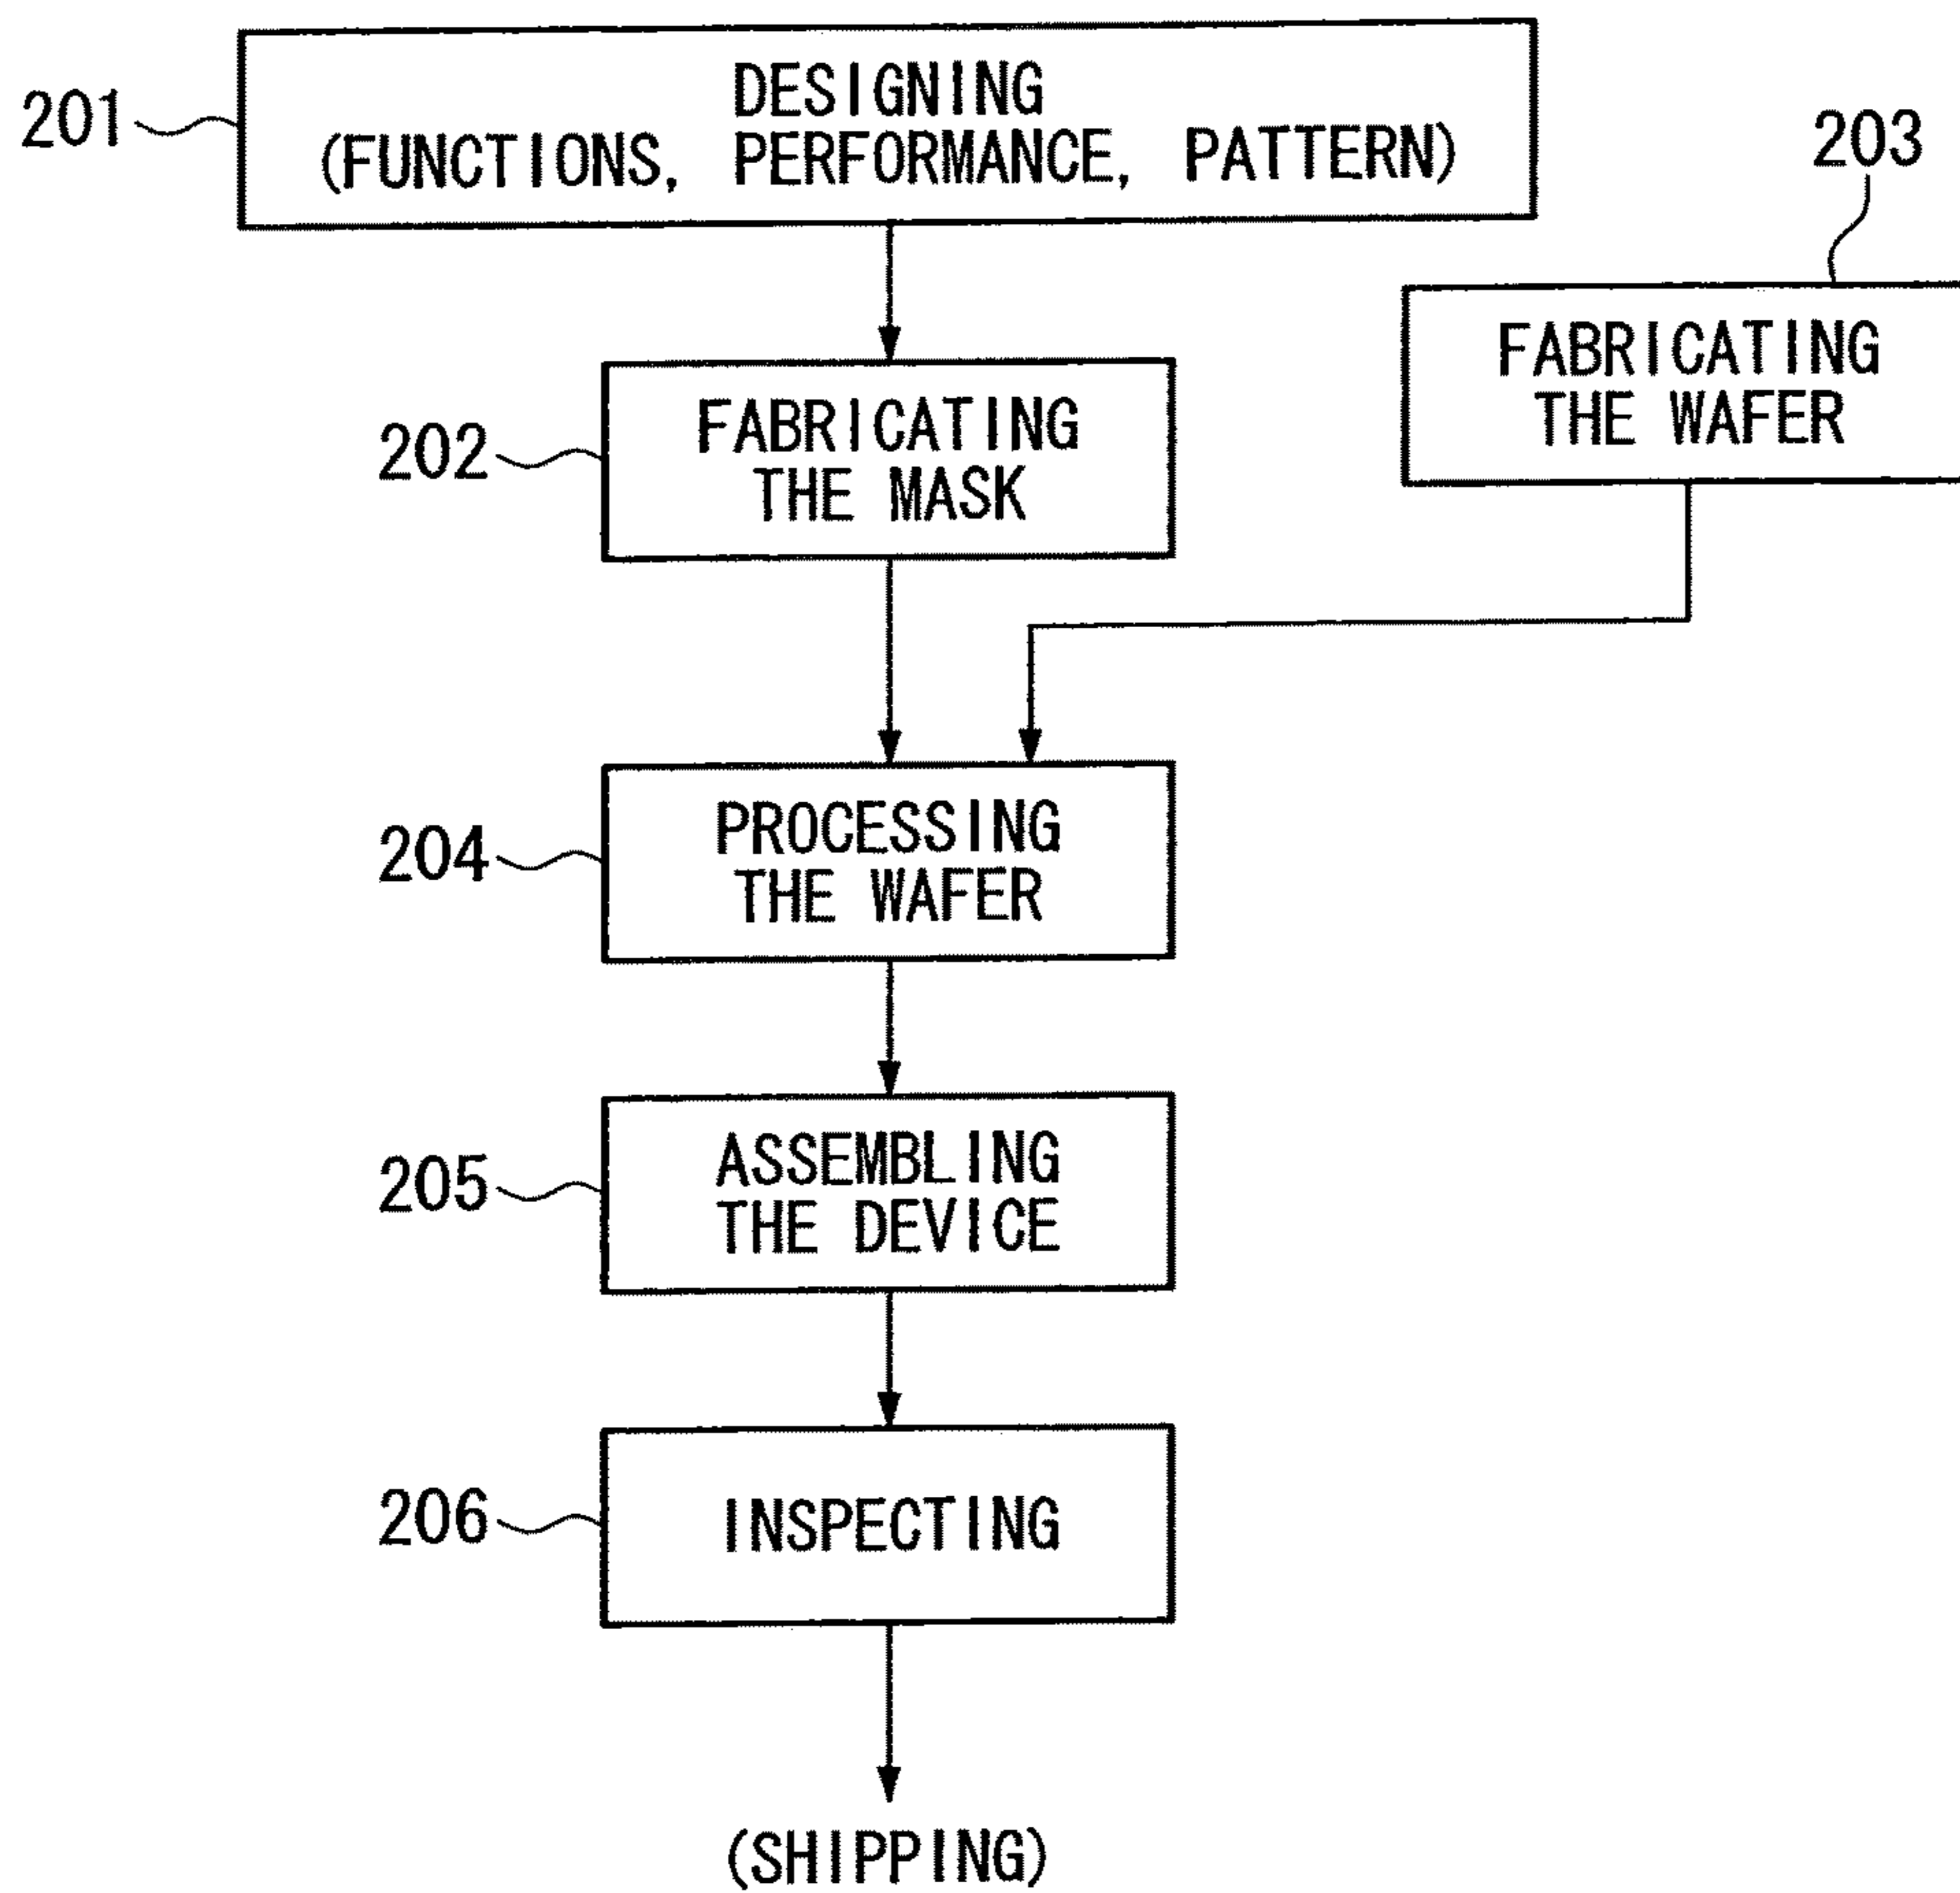 201
DESIGNING
(FUNCTIONS, PERFORMANCE, PATTERN)
203
FABRICATING
THE WAFER
202
FABRICATING
THE MASK
204
PROCESSING
THE WAFER
205
ASSEMBLING
THE DEVICE
206
INSPECTING
(SHIPPING)